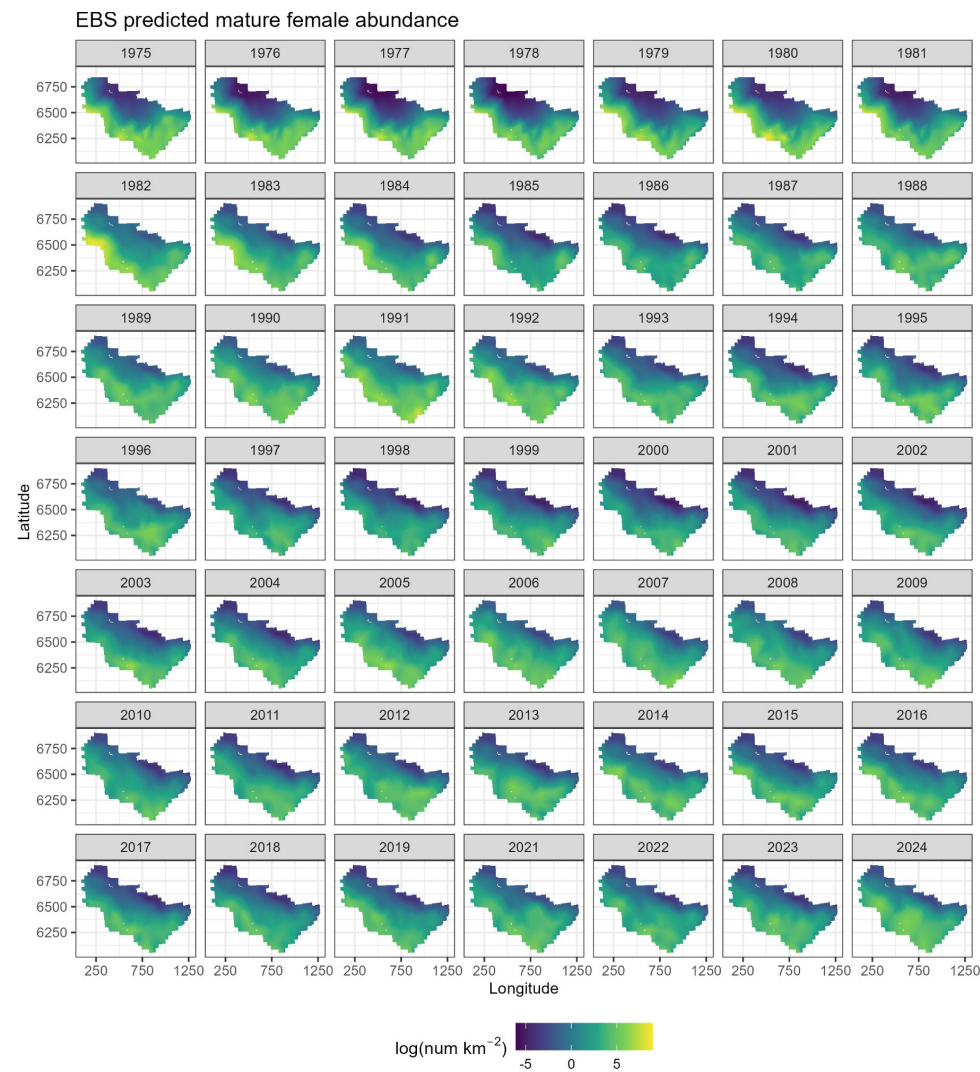 EBS predicted mature female abundance
1975 1976 1977 1978 1979 1980 1981
6750
6500
6250
1982 1983 1984 1985 1986 1987 1988
6750
6500
6250
1989 1990 1991 1992 1993 1994 1995
6750
6500
6250
1996 1997 1998 1999 2000 2001 2002
6750
6500
6250
Latitude
2003 2004 2005 2006 2007 2008 2009
6750
6500
6250
2010 2011 2012 2013 2014 2015 2016
6750
6500
6250
2017 2018 2019 2021 2022 2023 2024
6750
6500
6250
250 750 1250 250 750 1250 250 750 1250 250 750 1250 250 750 1250 250 750 1250 250 750 1250
Longitude
log(num km⁻²)
-5 0 5